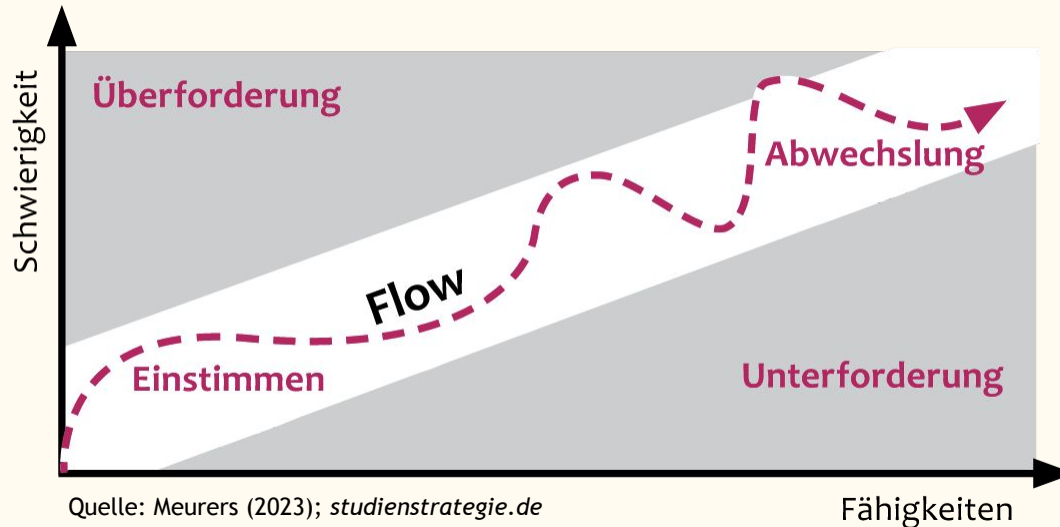 Schwierigkeit
Überforderung
Abwechslung
Flow
Einstimmen
Unterforderung
Quelle: Meurers (2023); studienstrategie.de
Fähigkeiten